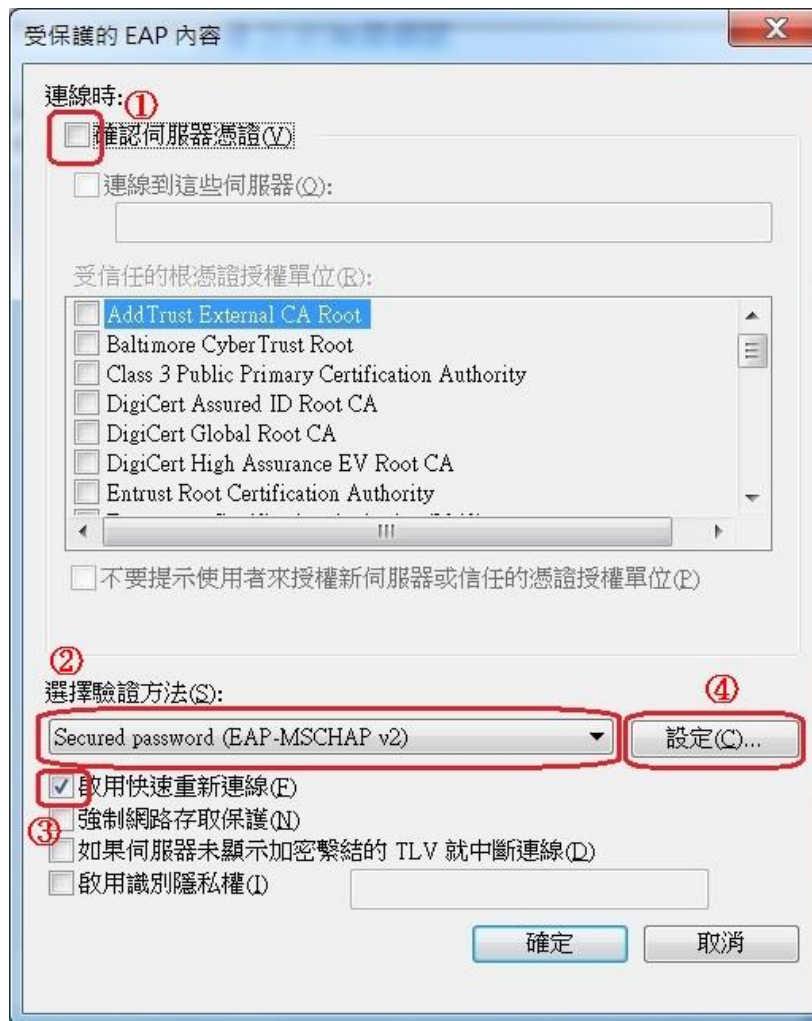 受保護的 EAP 內容
連線時:①
確認伺服器憑證(V)
連線到這些伺服器(O):
受信任的根憑證授權單位(R):
AddTrust External CA Root
Baltimore CyberTrust Root
Class 3 Public Primary Certification Authority
DigiCert Assured ID Root CA
DigiCert Global Root CA
DigiCert High Assurance EV Root CA
Entrust Root Certification Authority
不要提示使用者來授權新伺服器或信任的憑證授權單位(P)
②
選擇驗證方法(S):
④
Secured password (EAP-MSCHAP v2)
設定(C)...
啟用快速重新連線(F)
強制網路存取保護(N)
③
如果伺服器未顯示加密繫結的 TLV 就中斷連線(D)
啟用識別隱私權(I)
確定
取消